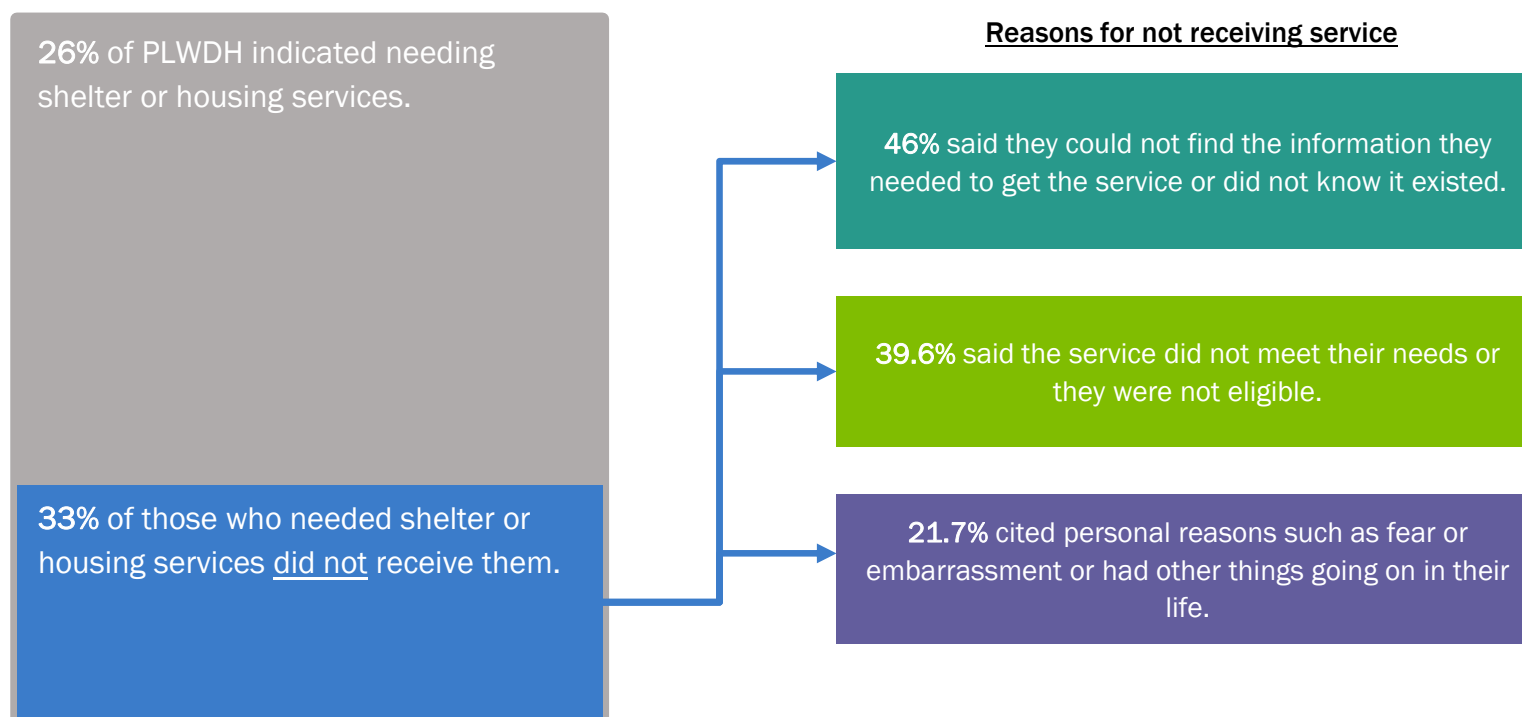 26% of PLWDH indicated needing
shelter or housing services.
33% of those who needed shelter or
housing services did not receive them.
Reasons for not receiving service
46% said they could not find the information they
needed to get the service or did not know it existed.
39.6% said the service did not meet their needs or
they were not eligible.
21.7% cited personal reasons such as fear or
embarrassment or had other things going on in their
life.